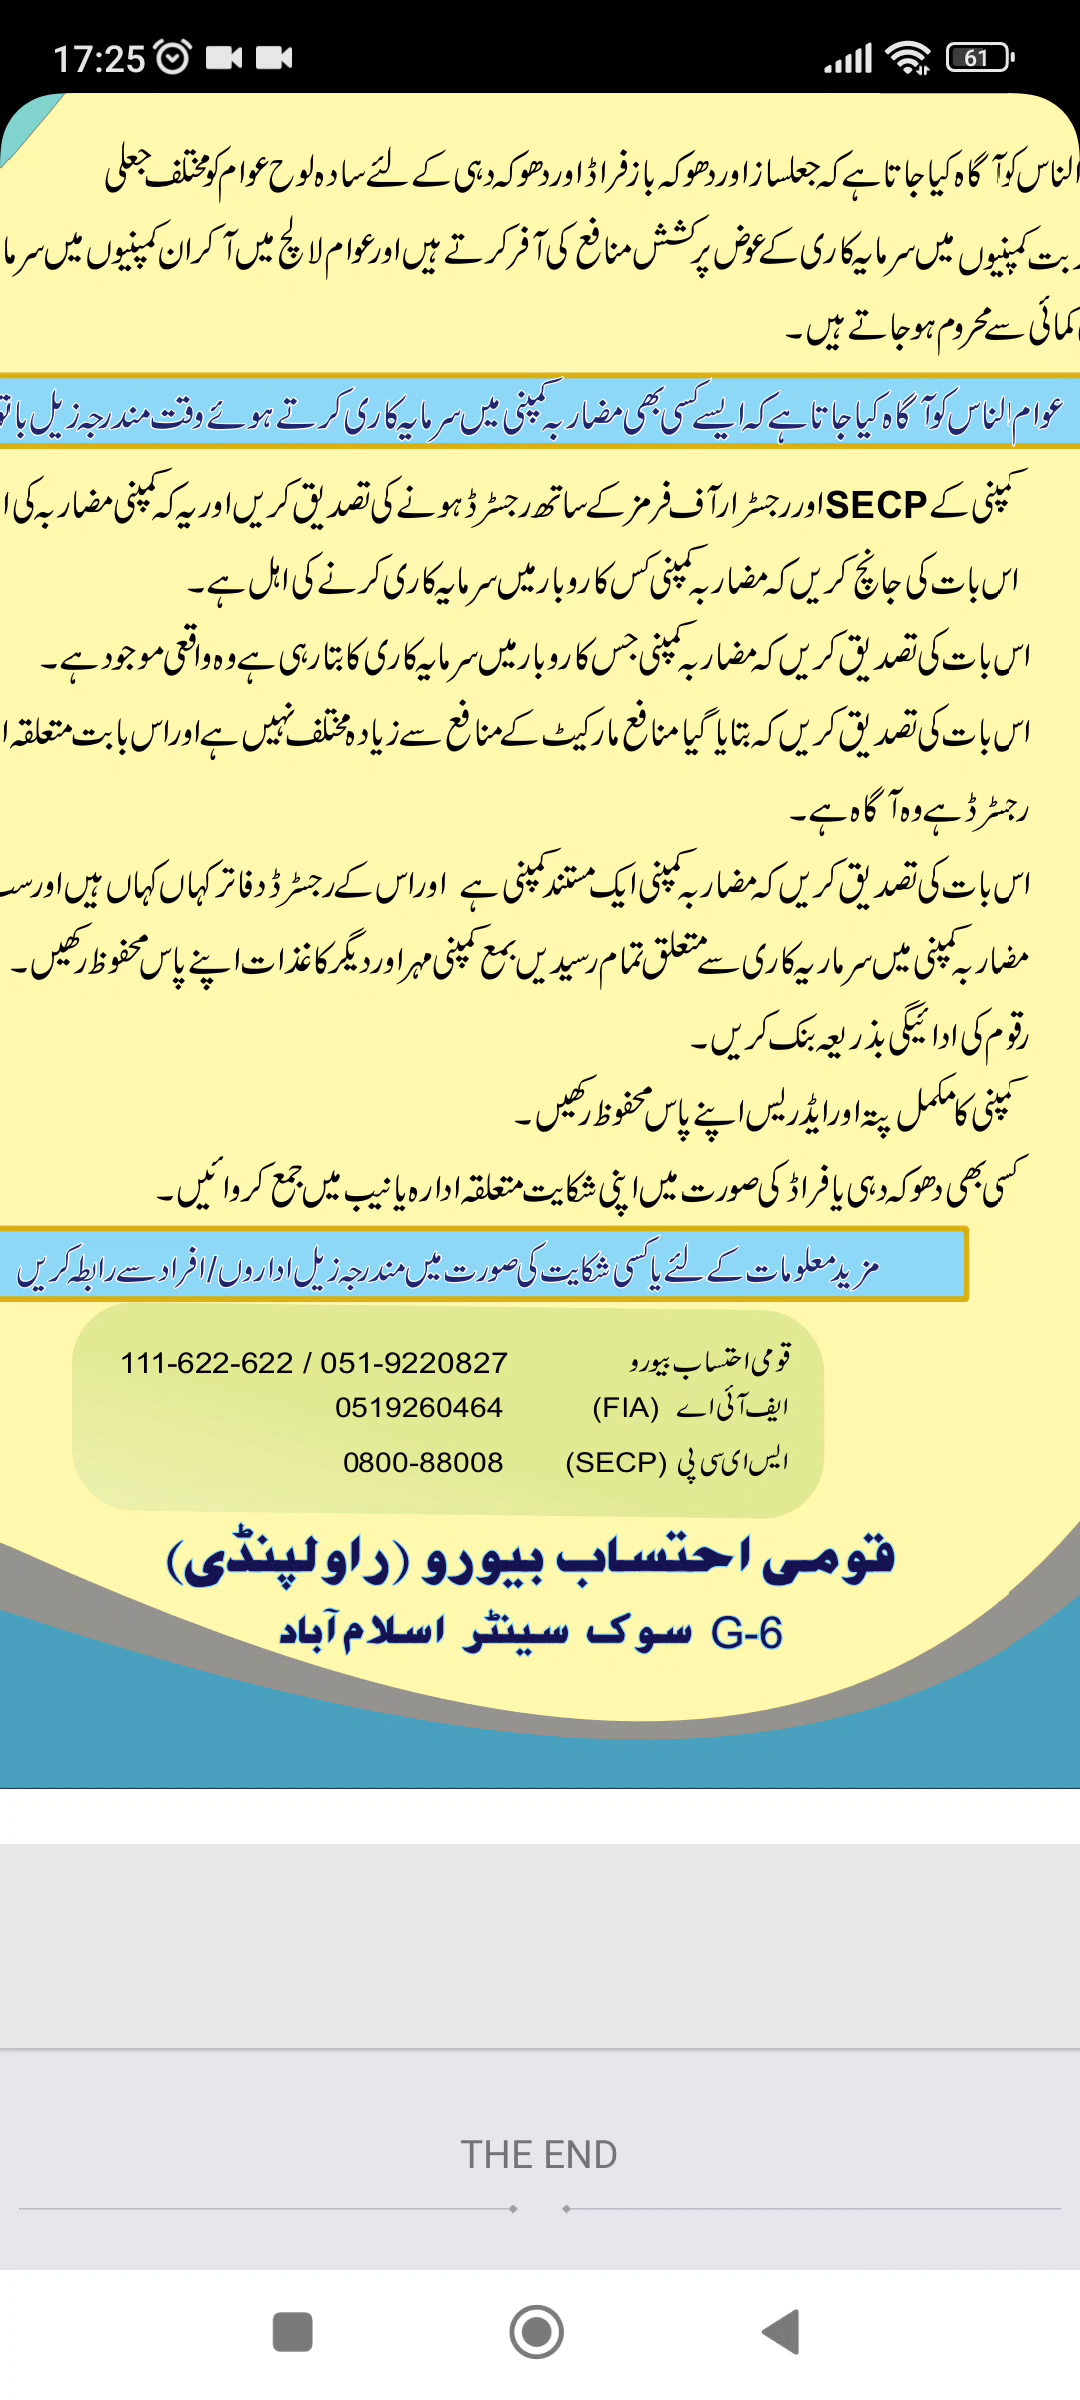 17:25
61
الناس کو آگاہ کیا جاتا ہے کہ جعلساز اور دھوکہ باز فراڈ اور دھوکہ دہی کے لئے سادہ لوح عوام کو مختلف جعلی
بت کمپنیوں میں سرمایہ کاری کے عوض پرکشش منافع کی آفر کرتے ہیں اور عوام لالچ میں آ کر ان کمپنیوں میں سرما
کمائی سے محروم ہو جاتے ہیں۔
عوام الناس کو آگاہ کیا جاتا ہے کہ ایسے کسی بھی مضاربہ کمپنی میں سرمایہ کاری کرتے ہوئے وقت مندرجہ زیل باتو
کمپنی کے SECP اور رجسٹرار آف فرمز کے ساتھ رجسٹرڈ ہونے کی تصدیق کریں اور یہ کہ کمپنی مضاربہ کی ا
اس بات کی جانچ کریں کہ مضاربہ کمپنی کس کاروبار میں سرمایہ کاری کرنے کی اہل ہے۔
اس بات کی تصدیق کریں کہ مضاربہ کمپنی جس کاروبار میں سرمایہ کاری کا بتا رہی ہے وہ واقعی موجود ہے۔
اس بات کی تصدیق کریں کہ بتایا گیا منافع مارکیٹ کے منافع سے زیادہ مختلف نہیں ہے اور اس بابت متعلقہ ا
رجسٹرڈ ہے وہ آگاہ ہے۔
اس بات کی تصدیق کریں کہ مضاربہ کمپنی ایک مستند کمپنی ہے اور اس کے رجسٹرڈ دفاتر کہاں کہاں ہیں اور سب
مضاربہ کمپنی میں سرماریہ کاری سے متعلق تمام رسیدیں بمع کمپنی مہر اور دیگر کاغذات اپنے پاس محفوظ رکھیں۔
رقوم کی ادائیگی بذریعہ بنک کریں۔
کمپنی کا مکمل پتہ اور ایڈریس اپنے پاس محفوظ رکھیں۔
کسی بھی دھوکہ دہی یا فراڈ کی صورت میں اپنی شکایت متعلقہ ادارہ یا نیب میں جمع کروائیں۔
مزید معلومات کے لئے یا کسی شکایت کی صورت میں مندرجہ زیل اداروں/افراد سے رابطہ کریں
قومی احتساب بیورو 111-622-622 / 051-9220827
ایف آئی اے (FIA) 0519260464
ایس ای سی پی (SECP) 0800-88008
قومی احتساب بیورو (راولپنڈی)
G-6 سوک سینٹر اسلام آباد
THE END